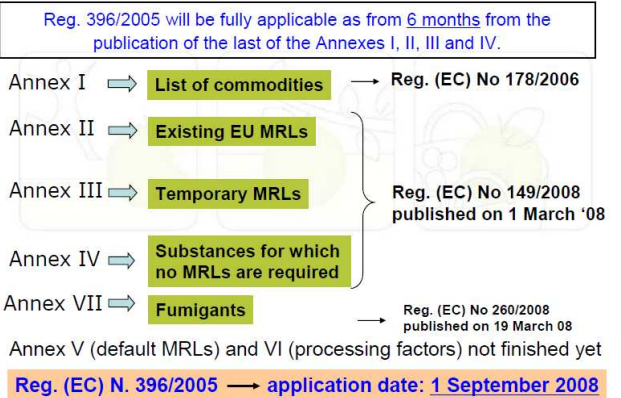 Reg. 396/2005 will be fully applicable as from 6 months from the
publication of the last of the Annexes I, II, III and IV.
Annex I
List of commodities
Reg. (EC) No 178/2006
Annex II
Existing EU MRLs
Annex III
Temporary MRLs
Reg. (EC) No 149/2008
published on 1 March ‘08
Annex IV
Substances for which
no MRLs are required
Annex VII
Fumigants
Reg. (EC) No 260/2008
published on 19 March 08
Annex V (default MRLs) and VI (processing factors) not finished yet
Reg. (EC) N. 396/2005 → application date: 1 September 2008